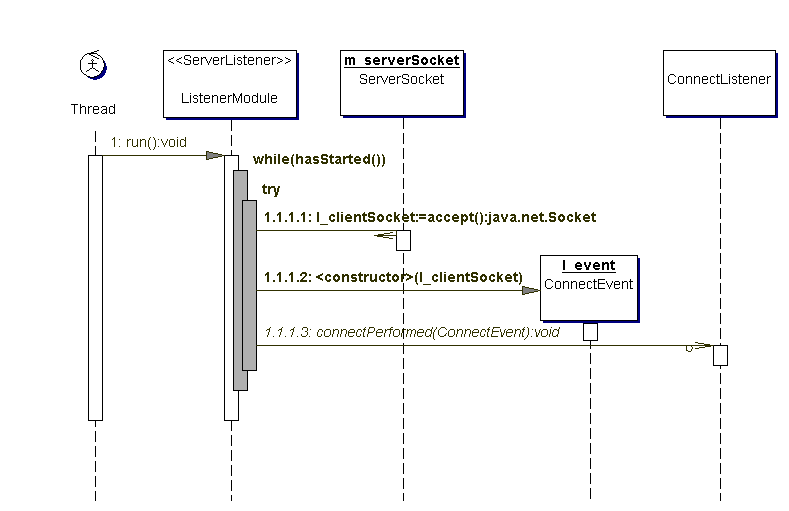 <<ServerListener>>
ListenerModule
m_serverSocket
ServerSocket
ConnectListener
Thread
1: run():void
while(hasStarted())
try
1.1.1.1: l_clientSocket:=accept():java.net.Socket
1.1.1.2: <constructor>(l_clientSocket)
l_event
ConnectEvent
1.1.1.3: connectPerformed(ConnectEvent):void